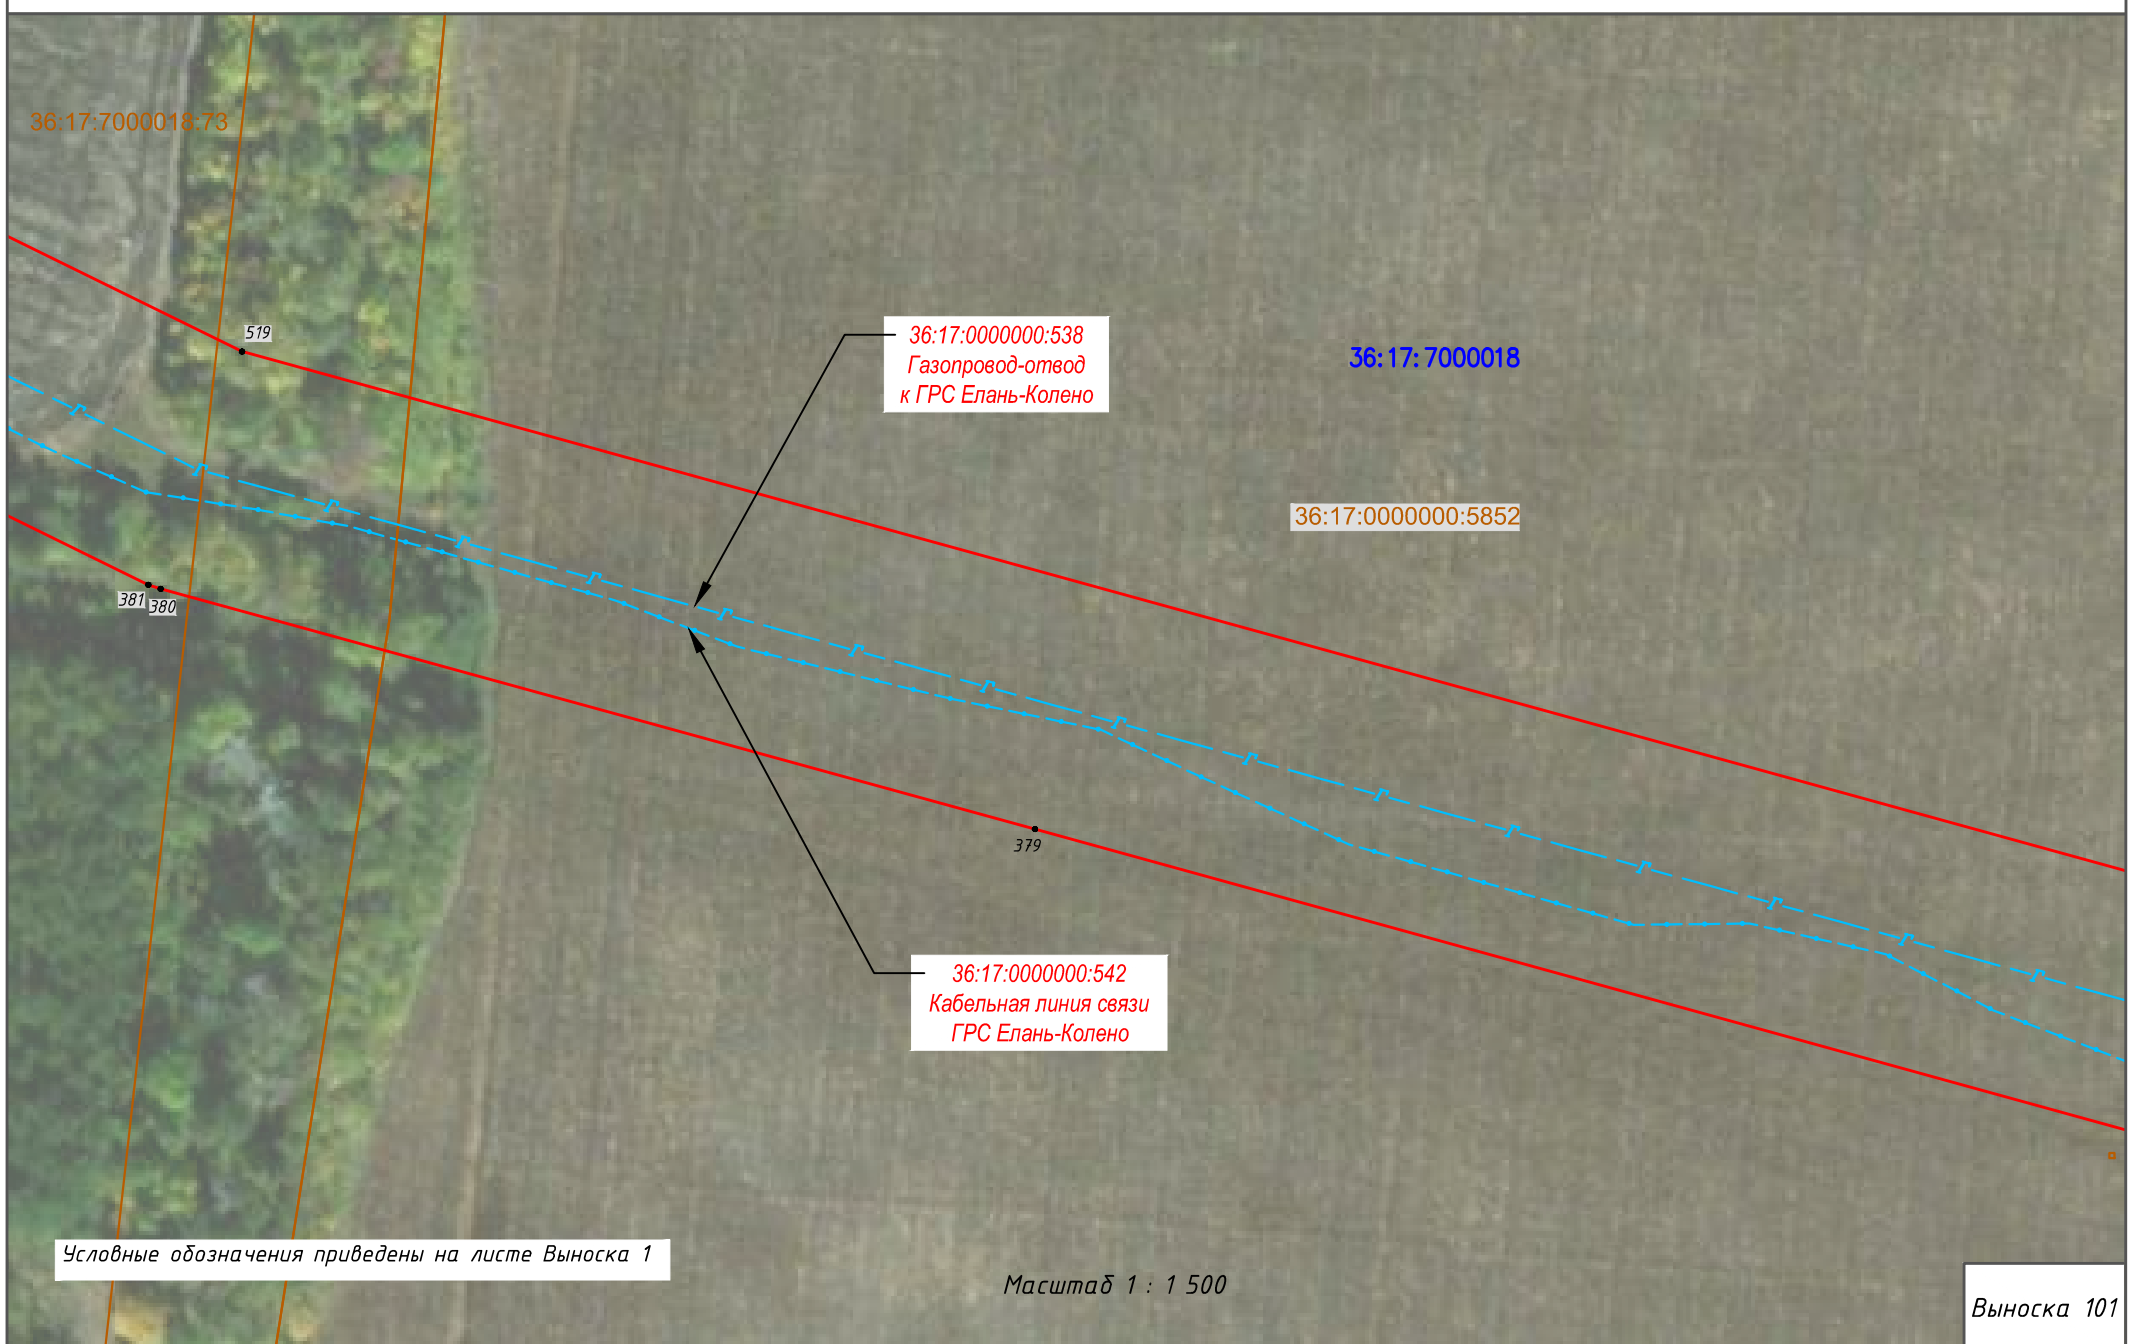 36:17:7000018:73
519
36:17:0000000:538
Газопровод-отвод
к ГРС Елань-Колено
36:17:7000018
36:17:0000000:5852
381
380
379
36:17:0000000:542
Кабельная линия связи
ГРС Елань-Колено
Условные обозначения приведены на листе Выноска 1
Масштаб 1 : 1 500
Выноска 101